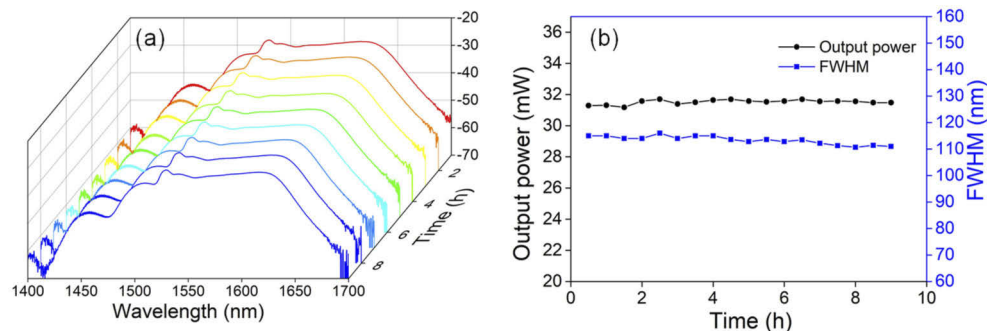 (a)
-20
-30
-40
-50
-60
-70
2
4
6
8
Time (h)
1400 1450 1500 1550 1600 1650 1700
Wavelength (nm)
(b)
Output power
FWHM
36
34
32
30
28
26
24
22
20
Output power (mW)
160
150
140
130
120
110
100
90
80
70
60
FWHM (nm)
0 2 4 6 8 10
Time (h)